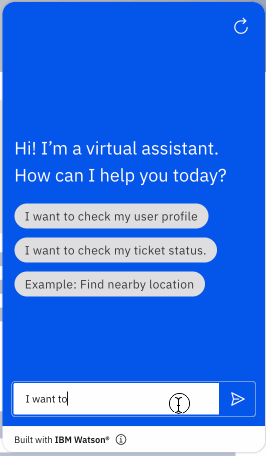 Hi! I’m a virtual assistant.
How can I help you today?
I want to check my user profile
I want to check my ticket status.
Example: Find nearby location
I want to
Built with IBM Watson®